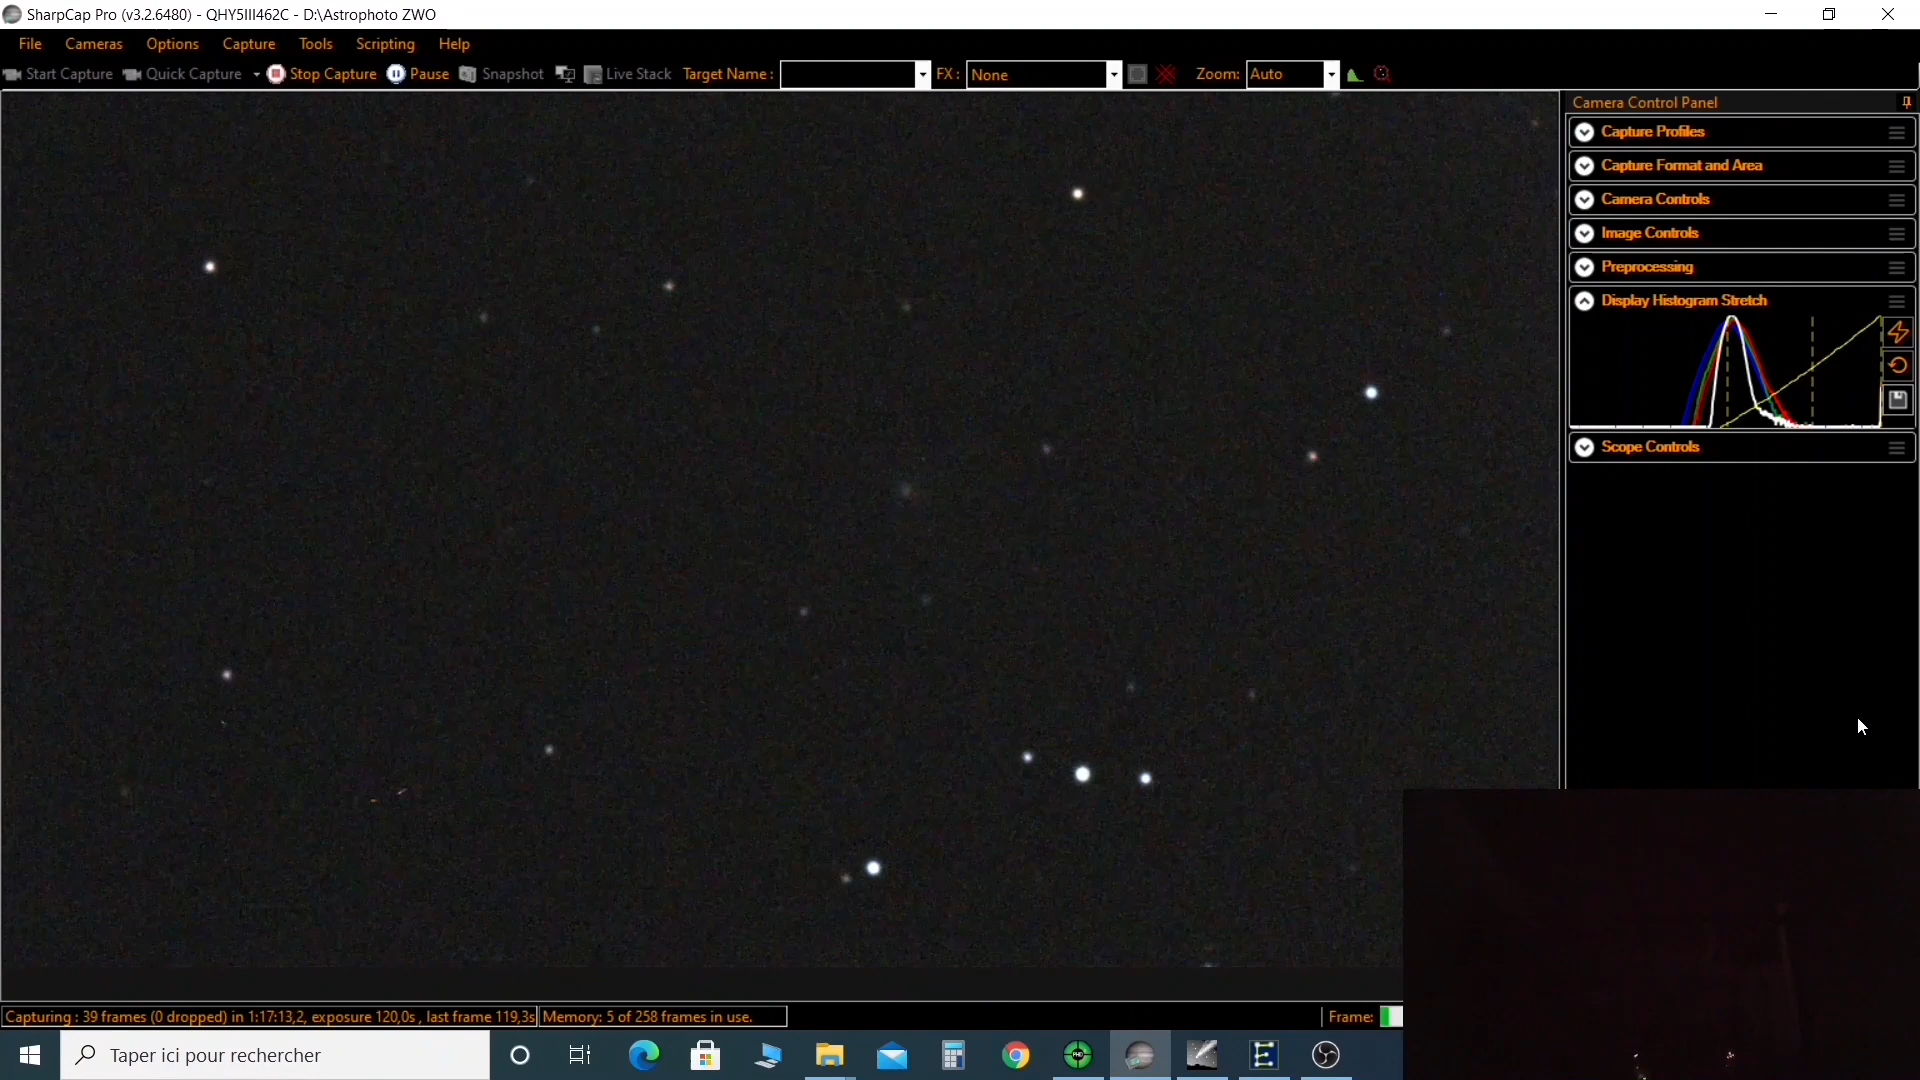 SharpCap Pro (v3.2.6480) - QHY5III462C - D:\Astrophoto ZWO
File Cameras Options Capture Tools Scripting Help
Start Capture Quick Capture Stop Capture Pause Snapshot Live Stack Target Name : FX : None Zoom: Auto
Camera Control Panel
Capture Profiles
Capture Format and Area
Camera Controls
Image Controls
Preprocessing
Display Histogram Stretch
Scope Controls
Capturing : 39 frames (0 dropped) in 1:17:13,2, exposure 120,0s , last frame 119,3s Memory: 5 of 258 frames in use. Frame:
Taper ici pour rechercher